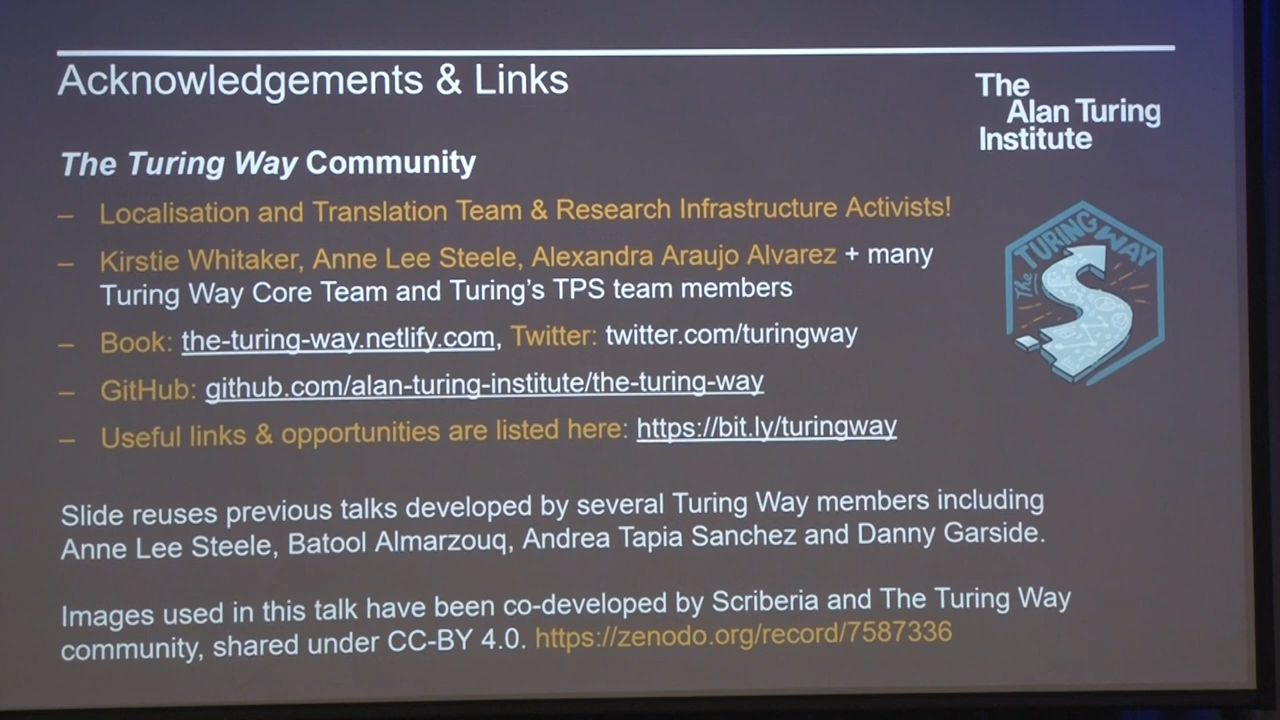 Acknowledgements & Links
The
Alan Turing
Institute
The Turing Way Community
– Localisation and Translation Team & Research Infrastructure Activists!
– Kirstie Whitaker, Anne Lee Steele, Alexandra Araujo Alvarez + many
Turing Way Core Team and Turing's TPS team members
– Book: the-turing-way.netlify.com, Twitter: twitter.com/turingway
– GitHub: github.com/alan-turing-institute/the-turing-way
– Useful links & opportunities are listed here: https://bit.ly/turingway
The TURING WAY
Slide reuses previous talks developed by several Turing Way members including
Anne Lee Steele, Batool Almarzouq, Andrea Tapia Sanchez and Danny Garside.
Images used in this talk have been co-developed by Scriberia and The Turing Way
community, shared under CC-BY 4.0. https://zenodo.org/record/7587336